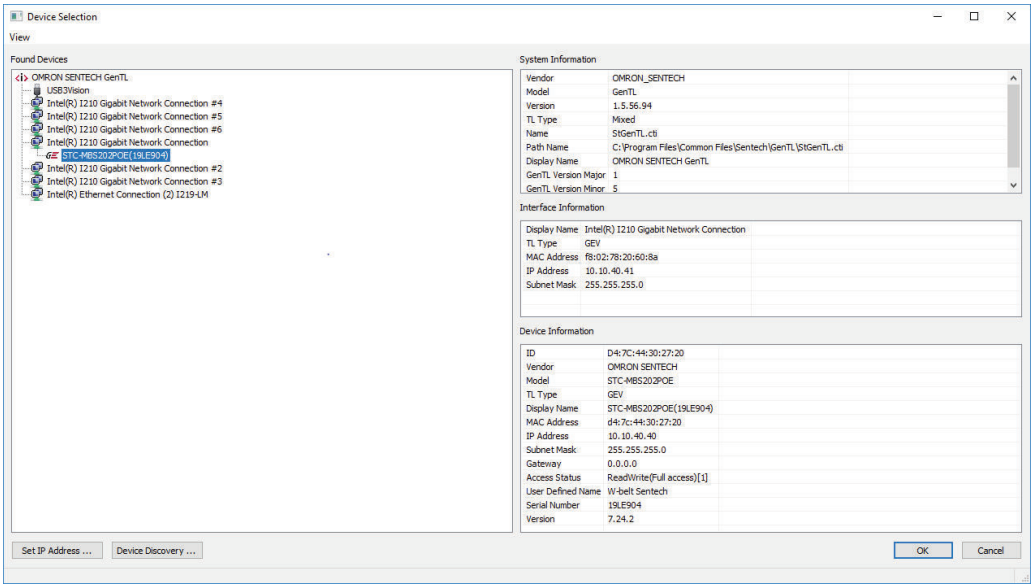 Device Selection
View
Found Devices
OMRON SENTECH GenTL
USB3Vision
Intel(R) I210 Gigabit Network Connection #4
Intel(R) I210 Gigabit Network Connection #5
Intel(R) I210 Gigabit Network Connection #6
Intel(R) I210 Gigabit Network Connection
STC-MBS202POE(19LE904)
Intel(R) I210 Gigabit Network Connection #2
Intel(R) I210 Gigabit Network Connection #3
Intel(R) Ethernet Connection (2) I219-LM
System Information
Vendor OMRON_SENTECH
Model GenTL
Version 1.5.56.94
TL Type Mixed
Name StGenTL.cti
Path Name C:\Program Files\Common Files\Sentech\GenTL\StGenTL.cti
Display Name OMRON SENTECH GenTL
GenTL Version Major 1
GenTL Version Minor 5
Interface Information
Display Name Intel(R) I210 Gigabit Network Connection
TL Type GEV
MAC Address f8:02:78:20:60:8a
IP Address 10.10.40.41
Subnet Mask 255.255.255.0
Device Information
ID D4:7C:44:30:27:20
Vendor OMRON SENTECH
Model STC-MBS202POE
TL Type GEV
Display Name STC-MBS202POE(19LE904)
MAC Address d4:7c:44:30:27:20
IP Address 10.10.40.40
Subnet Mask 255.255.255.0
Gateway 0.0.0.0
Access Status ReadWrite(Full access)[1]
User Defined Name W-belt Sentech
Serial Number 19LE904
Version 7.24.2
Set IP Address ... Device Discovery ... OK Cancel